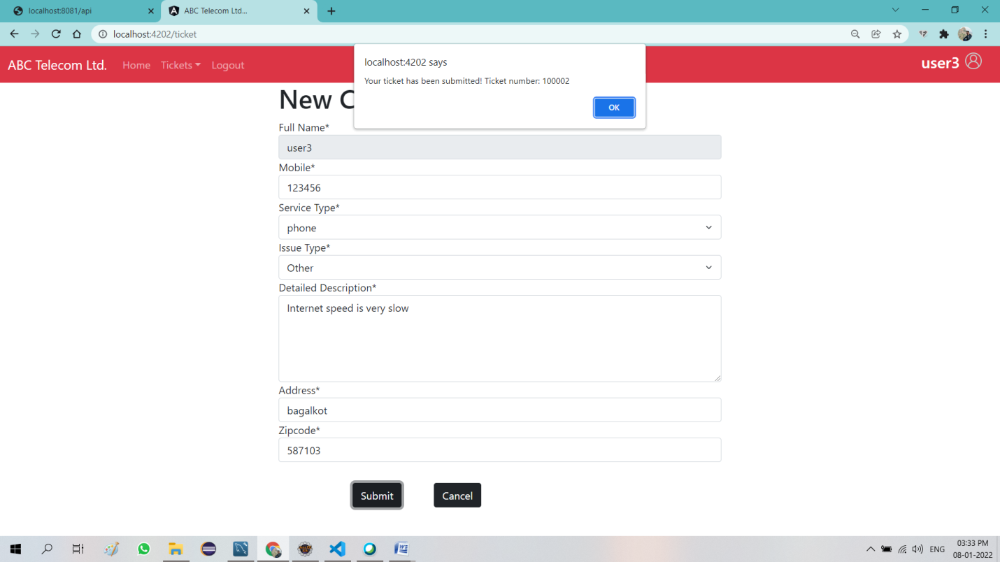 localhost:8081/api
ABC Telecom Ltd...
localhost:4202/ticket
ABC Telecom Ltd. Home Tickets Logout
user3
localhost:4202 says
Your ticket has been submitted! Ticket number: 100002
OK
New C
Full Name*
user3
Mobile*
123456
Service Type*
phone
Issue Type*
Other
Detailed Description*
Internet speed is very slow
Address*
bagalkot
Zipcode*
587103
Submit Cancel
ENG
03:33 PM
08-01-2022